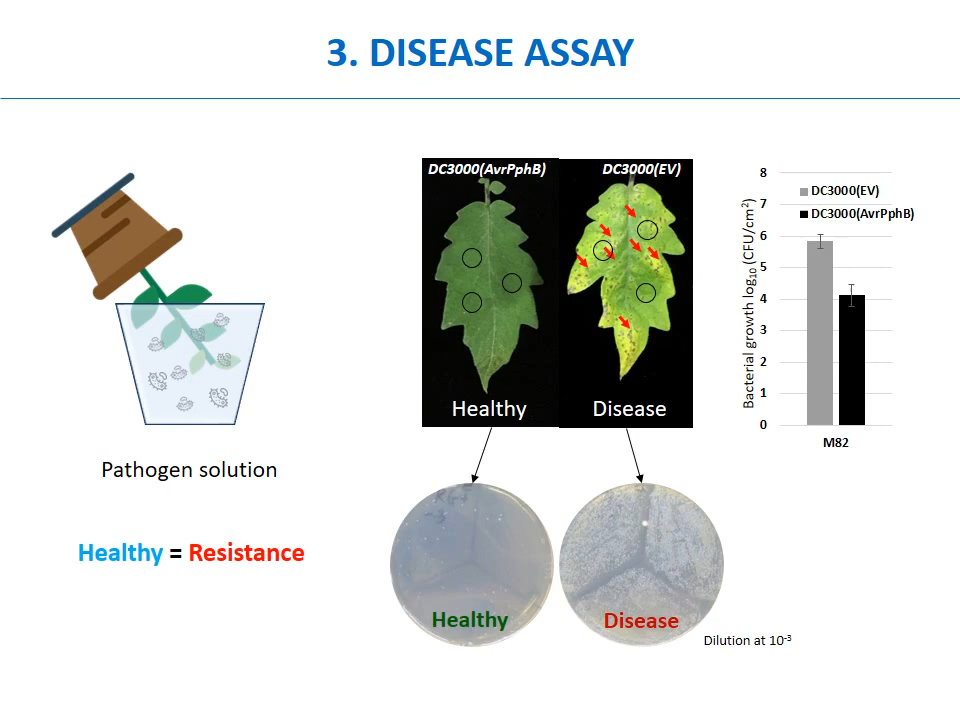 3. DISEASE ASSAY
DC3000(AvrPphB)
DC3000(EV)
Healthy
Disease
Bacterial growth log10 (CFU/cm2)
8
7
6
5
4
3
2
1
0
DC3000(EV)
DC3000(AvrPphB)
M82
Pathogen solution
Healthy = Resistance
Healthy
Disease
Dilution at 10-3